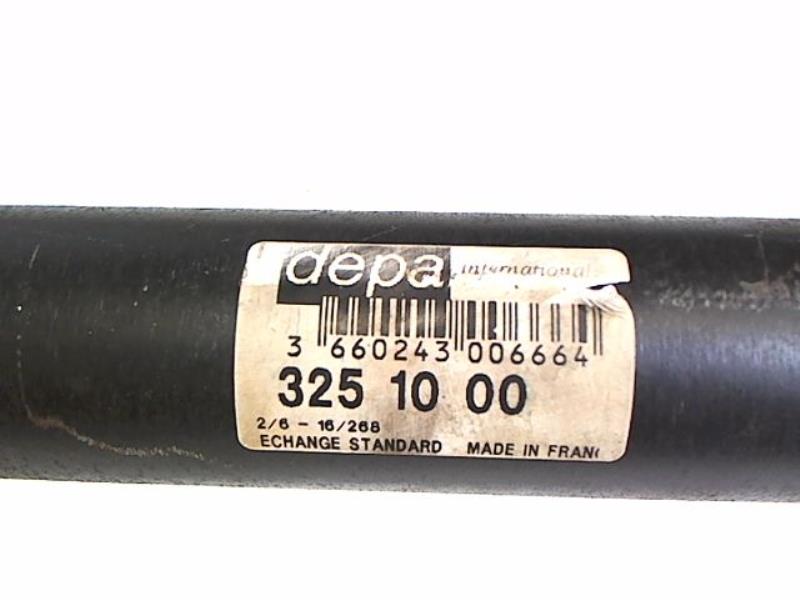 depa international
3 660243 006664
325 10 00
2/6 - 16/268
ECHANGE STANDARD MADE IN FRANC